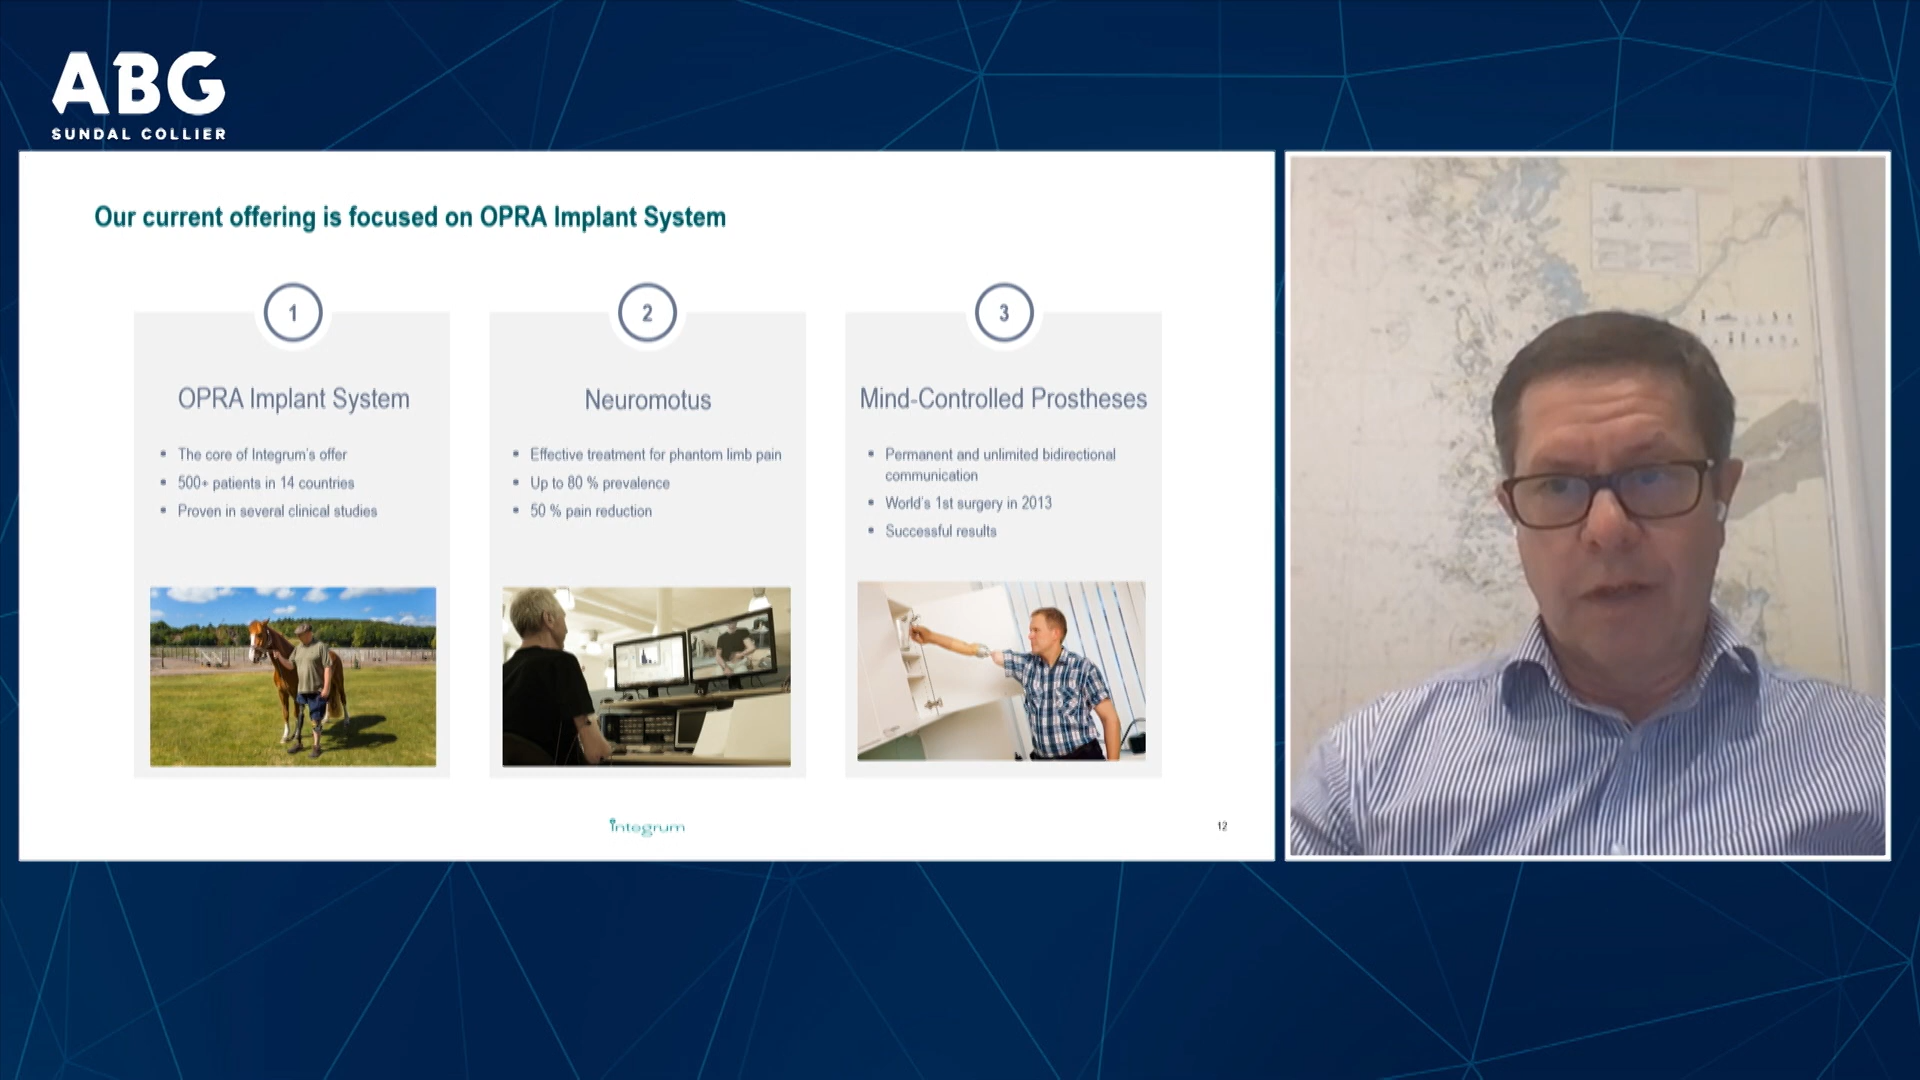 ABG
SUNDAL COLLIER
Our current offering is focused on OPRA Implant System
1
OPRA Implant System
• The core of Integrum's offer
• 500+ patients in 14 countries
• Proven in several clinical studies
2
Neuromotus
• Effective treatment for phantom limb pain
• Up to 80 % prevalence
• 50 % pain reduction
3
Mind-Controlled Prostheses
• Permanent and unlimited bidirectional
communication
• World's 1st surgery in 2013
• Successful results
integrum
12